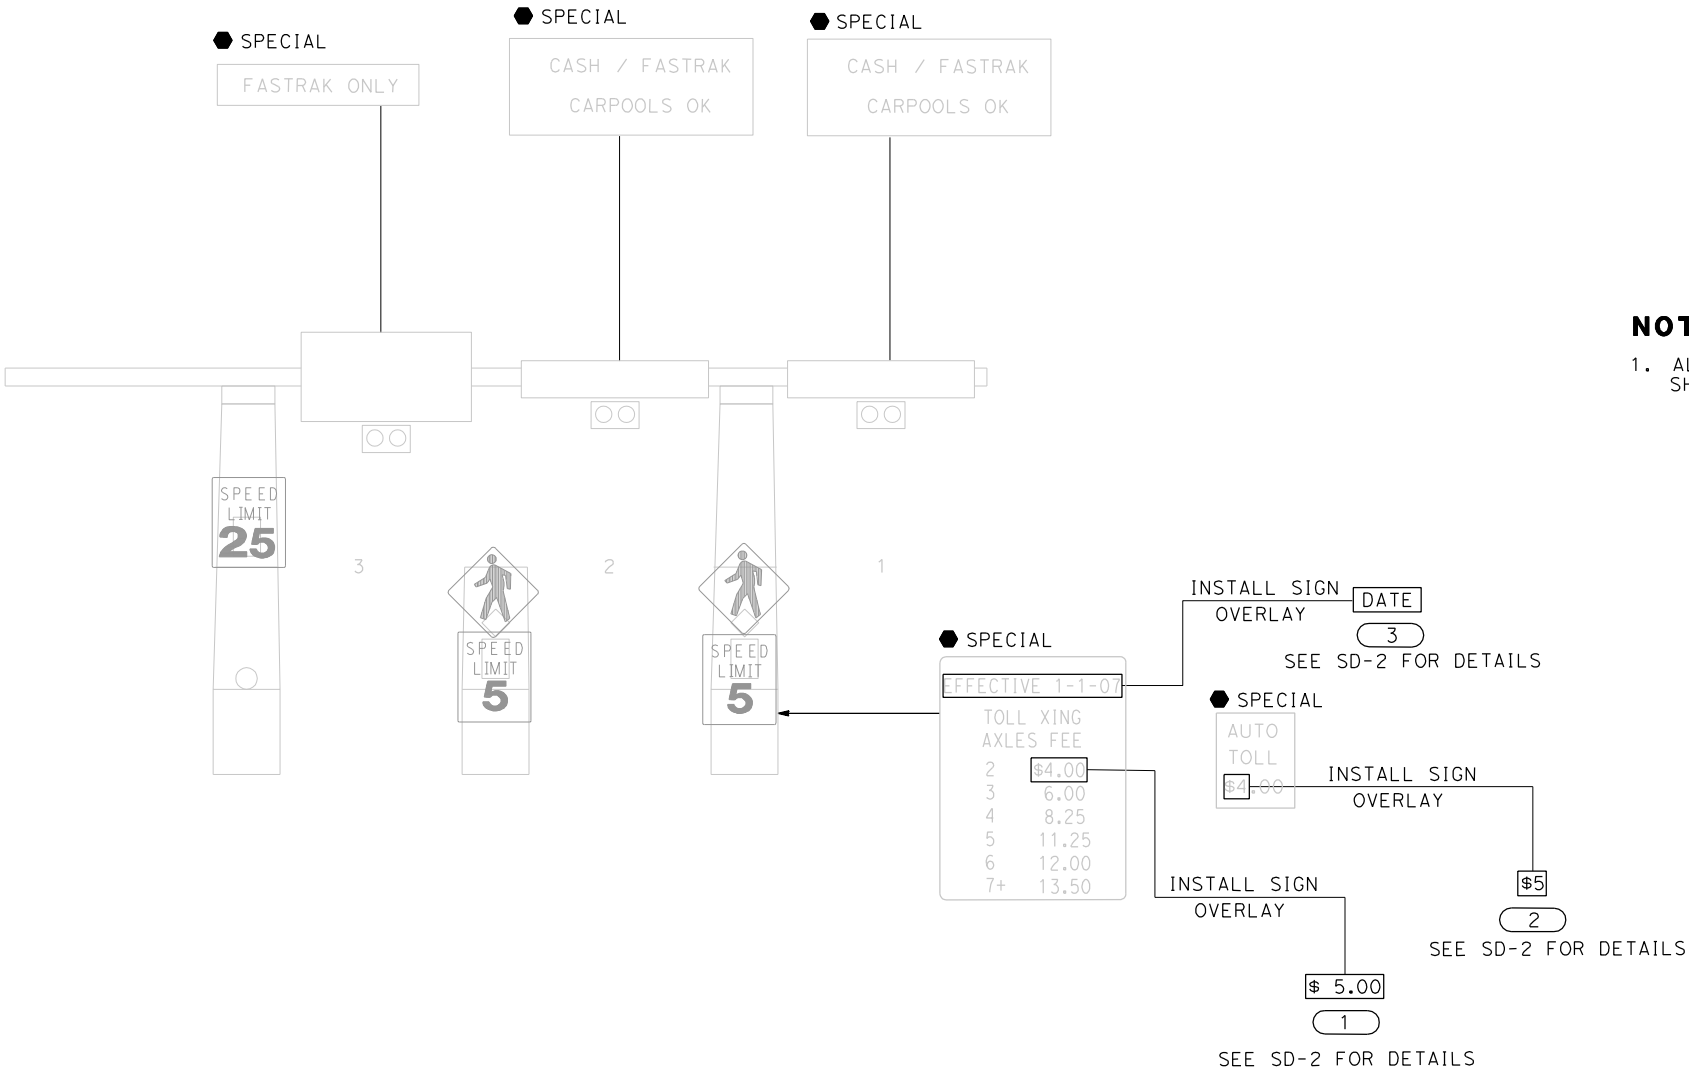 SPECIAL
FASTRAK ONLY
SPECIAL
CASH / FASTRAK
CARPOOLS OK
SPECIAL
CASH / FASTRAK
CARPOOLS OK
1.
SPEED
LIMIT
25
3
SPEED
LIMIT
5
2
SPEED
LIMIT
5
1
SPECIAL
EFFECTIVE 1-1-07
TOLL XING
AXLES FEE
2 $4.00
3 6.00
4 8.25
5 11.25
6 12.00
7+ 13.50
INSTALL SIGN
OVERLAY
DATE
3
SEE SD-2 FOR DETAILS
SPECIAL
AUTO
TOLL
$4.00
INSTALL SIGN
OVERLAY
$5
2
SEE SD-2 FOR DETAILS
INSTALL SIGN
OVERLAY
$ 5.00
1
SEE SD-2 FOR DETAILS